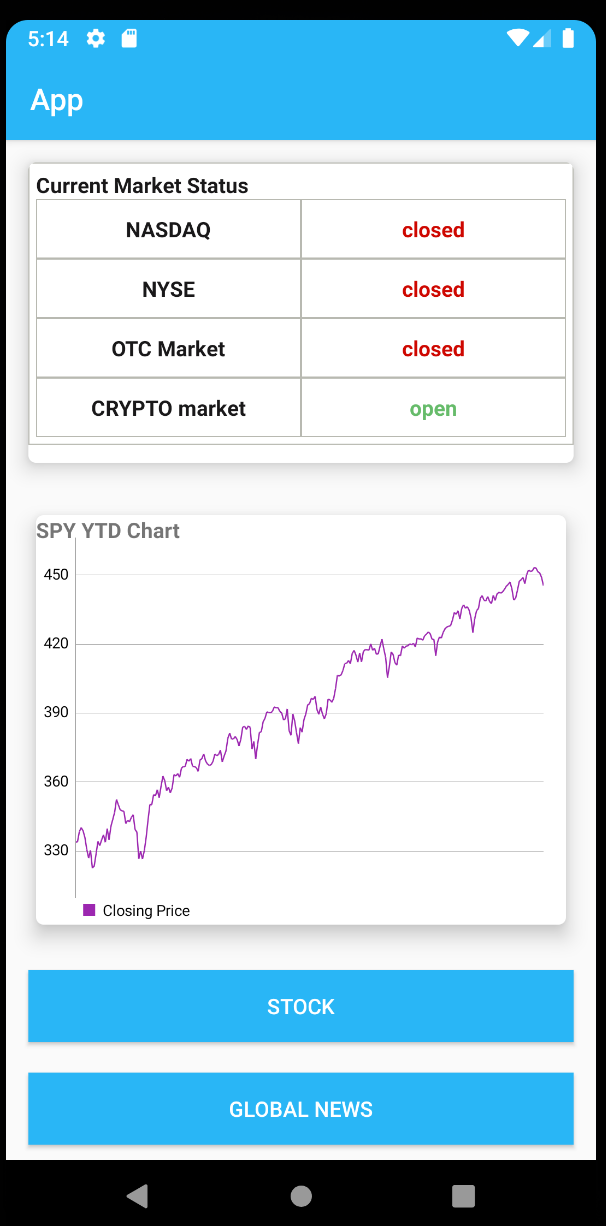 5:14
App
Current Market Status
NASDAQ closed
NYSE closed
OTC Market closed
CRYPTO market open
SPY YTD Chart
450
420
390
360
330
Closing Price
STOCK
GLOBAL NEWS